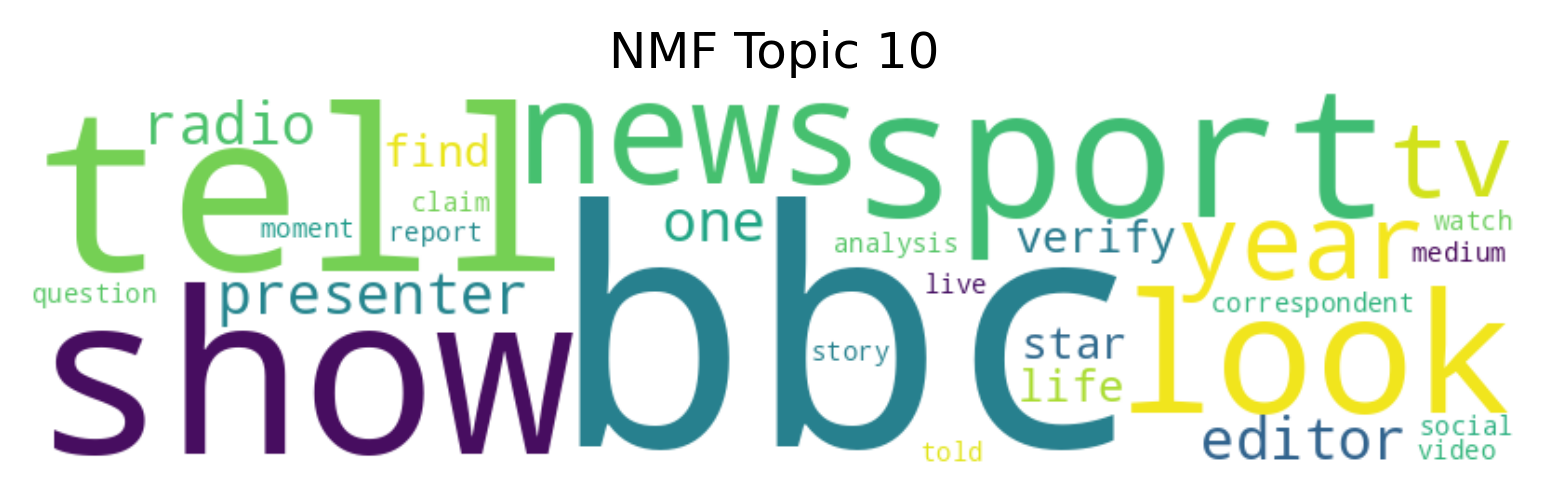 NMF Topic 10
tell
radio
find
news
sport
tv
claim
moment
report
one
analysis
verify
year
watch
medium
question
presenter
live
correspondent
show
bbc
story
star
life
look
told
editor
social
video